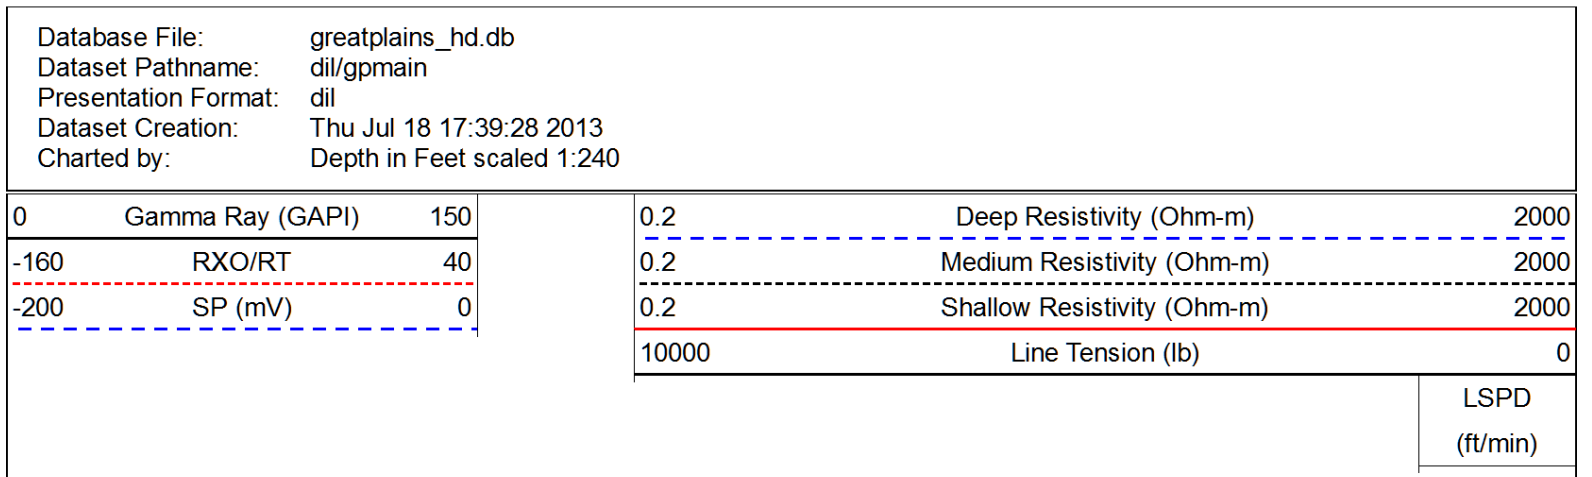 Database File: greatplains_hd.db
Dataset Pathname: dil/gpmain
Presentation Format: dil
Dataset Creation: Thu Jul 18 17:39:28 2013
Charted by: Depth in Feet scaled 1:240
0 Gamma Ray (GAPI) 150 0.2 Deep Resistivity (Ohm-m) 2000
-160 RXO/RT 40 0.2 Medium Resistivity (Ohm-m) 2000
-200 SP (mV) 0 0.2 Shallow Resistivity (Ohm-m) 2000
10000 Line Tension (lb) 0
LSPD
(ft/min)